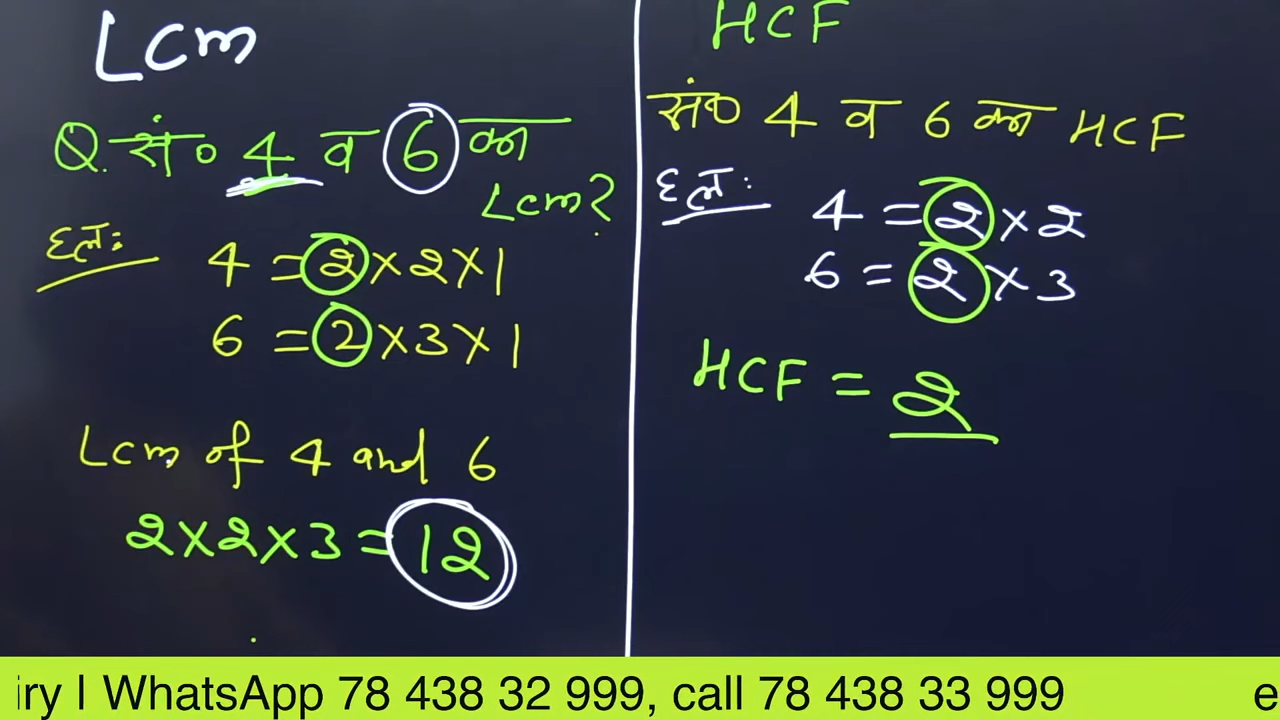 Lcm
Q. सं० 4 व 6 का
Lcm?
हलः
4 = 2 × 2 × 1
6 = 2 × 3 × 1
Lcm of 4 and 6
2 × 2 × 3 = 12
HCF
सं० 4 व 6 का HCF
हलः
4 = 2 × 2
6 = 2 × 3
HCF = 2
iry | WhatsApp 78 438 32 999, call 78 438 33 999 e